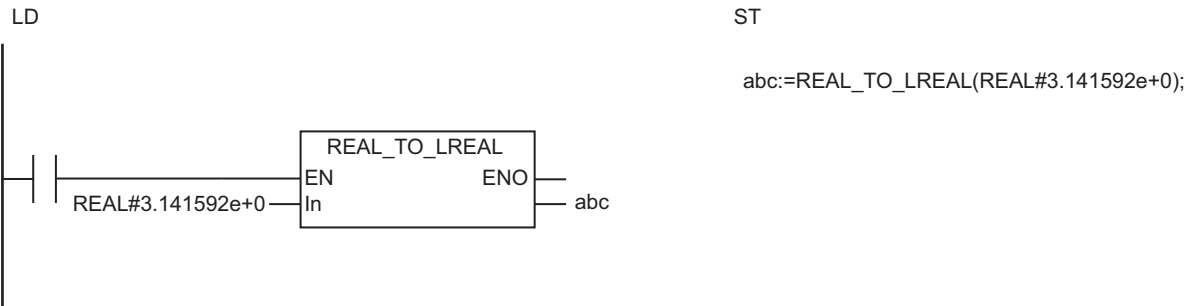 LD
ST
abc:=REAL_TO_LREAL(REAL#3.141592e+0);
REAL_TO_LREAL
EN ENO
REAL#3.141592e+0 In abc